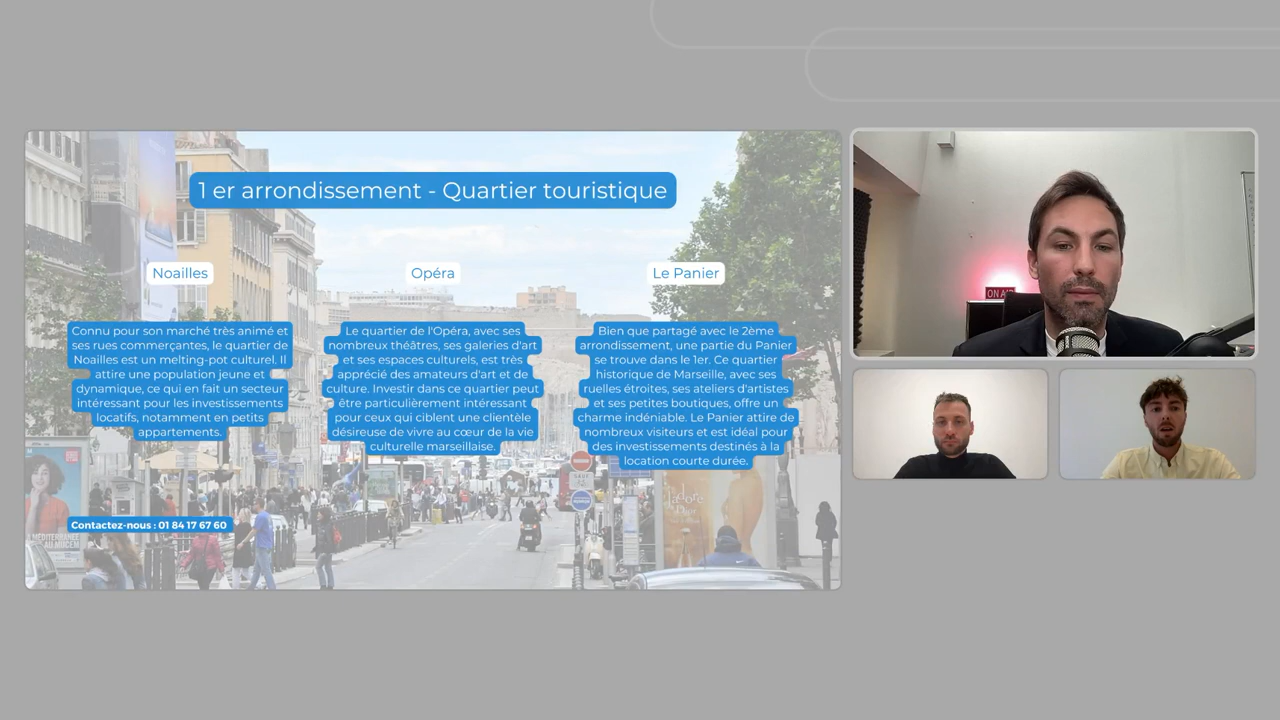 1 er arrondissement - Quartier touristique
Noailles
Connu pour son marché très animé et
ses rues commerçantes, le quartier de
Noailles est un melting-pot culturel. Il
attire une population jeune et
dynamique, ce qui en fait un secteur
intéressant pour les investissements
locatifs, notamment en petits
appartements.
Opéra
Le quartier de l'Opéra, avec ses
nombreux théâtres, ses galeries d'art
et ses espaces culturels, est très
apprécié des amateurs d'art et de
culture. Investir dans ce quartier peut
être particulièrement intéressant
pour ceux qui ciblent une clientèle
désireuse de vivre au cœur de la vie
culturelle marseillaise.
Le Panier
Bien que partagé avec le 2ème
arrondissement, une partie du Panier
se trouve dans le 1er. Ce quartier
historique de Marseille, avec ses
ruelles étroites, ses ateliers d'artistes
et ses petites boutiques, offre un
charme indéniable. Le Panier attire de
nombreux visiteurs et est idéal pour
des investissements destinés à la
location courte durée.
Contactez-nous : 01 84 17 67 60
ON AIR
SAUF
J'adore
Dior
MÉDITERRANÉE
AU MUCEM